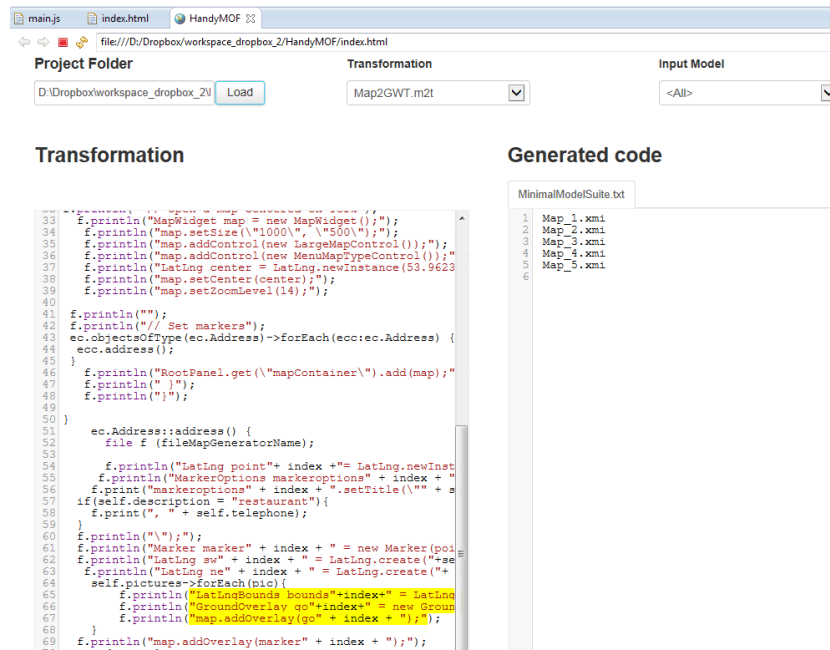 main.js index.html HandyMOF
file:///D:/Dropbox/workspace_dropbox_2/HandyMOF/index.html
Project Folder Transformation Input Model
D:\Dropbox\workspace_dropbox_2\ Load Map2GWT.m2t <All>
Transformation Generated code
MinimalModelSuite.txt
33 f.println("MapWidget map = new MapWidget();");
34 f.println("map.setSize(\"1000\", \"500\");");
35 f.println("map.addControl(new LargeMapControl());");
36 f.println("map.addControl(new MenuMapTypeControl());"
37 f.println("LatLng center = LatLng.newInstance(53.9623
38 f.println("map.setCenter(center);");
39 f.println("map.setZoomLevel(14);");
40
41 f.println("");
42 f.println("// Set markers");
43 ec.objectsOfType(ec.Address)->forEach(ecc:ec.Address) {
44 ecc.address();
45 }
46 f.println("RootPanel.get(\"mapContainer\").add(map);"
47 f.println(" }");
48 f.println("}");
49
50 }
51 ec.Address::address() {
52 file f (fileMapGeneratorName);
53
54 f.println("LatLng point"+ index +"= LatLng.newInst
55 f.println("MarkerOptions markeroptions" + index + "
56 f.print("markeroptions" + index + ".setTitle(\"" + s
57 if(self.description = "restaurant"){
58 f.print(", " + self.telephone);
59 }
60 f.println("\");");
61 f.println("Marker marker" + index + " = new Marker(poi
62 f.println("LatLng sw" + index + " = LatLng.create("+se
63 f.println("LatLng ne" + index + " = LatLng.create("+
64 self.pictures->forEach(pic){
65 f.println("LatLngBounds bounds"+index+" = LatLng
66 f.println("GroundOverlay go"+index+" = new Groun
67 f.println("map.addOverlay(go" + index + ");");
68 }
69 f.println("map.addOverlay(marker" + index + ");");
1 Map_1.xmi
2 Map_2.xmi
3 Map_3.xmi
4 Map_4.xmi
5 Map_5.xmi
6